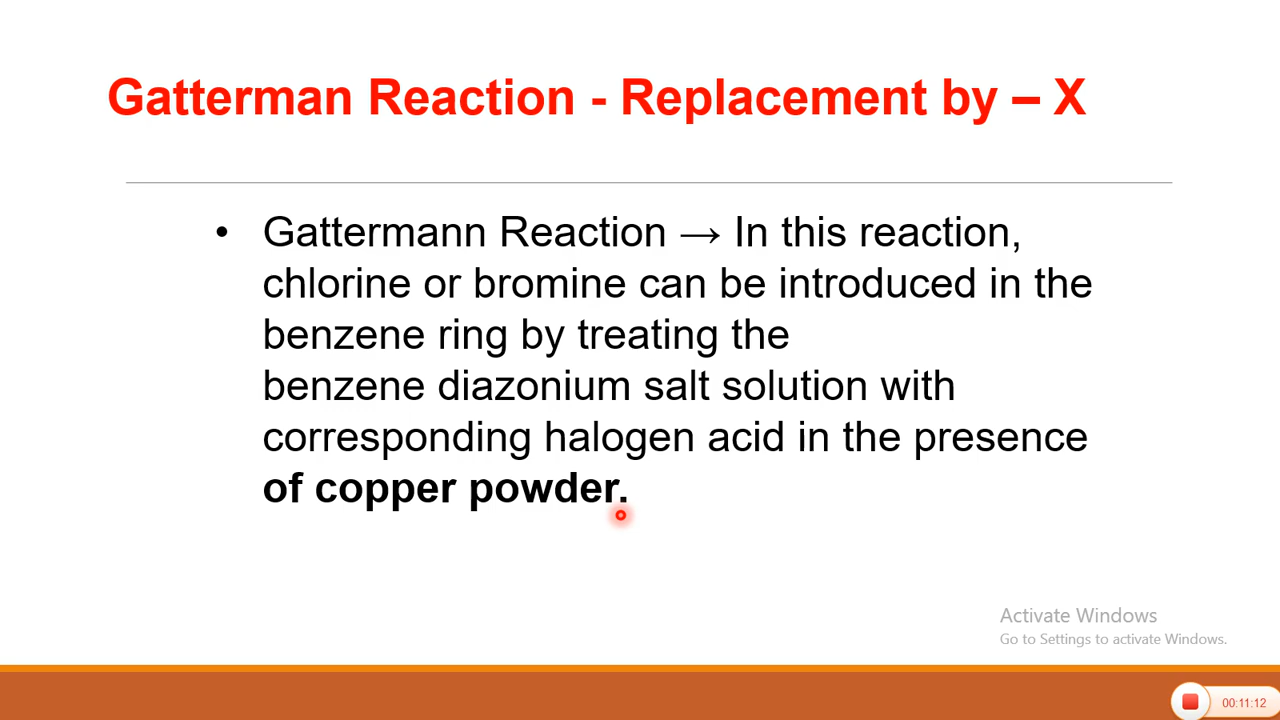 Gatterman Reaction - Replacement by – X
• Gattermann Reaction → In this reaction,
chlorine or bromine can be introduced in the
benzene ring by treating the
benzene diazonium salt solution with
corresponding halogen acid in the presence
of copper powder.
Activate Windows
Go to Settings to activate Windows.
00:11:12